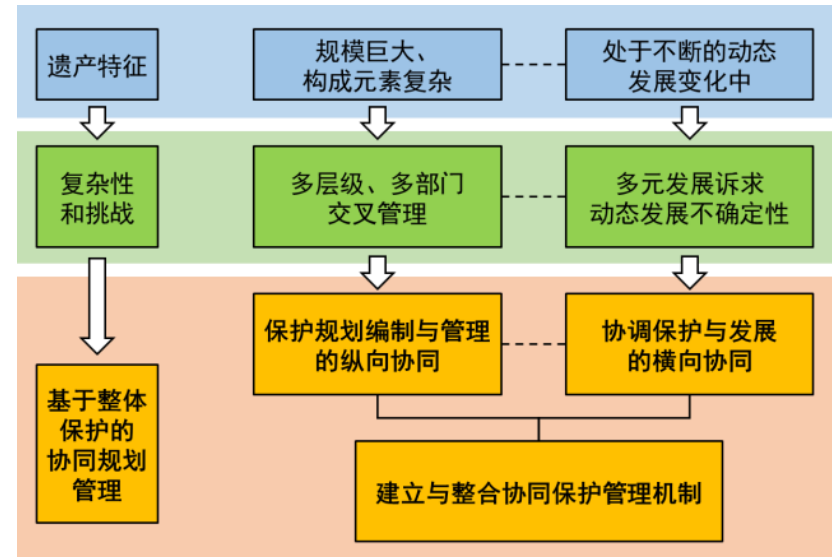 遗产特征
规模巨大、
构成元素复杂
处于不断的动态
发展变化中
复杂性
和挑战
多层级、多部门
交叉管理
多元发展诉求
动态发展不确定性
保护规划编制与管理
的纵向协同
协调保护与发展
的横向协同
基于整体
保护的
协同规划
管理
建立与整合协同保护管理机制